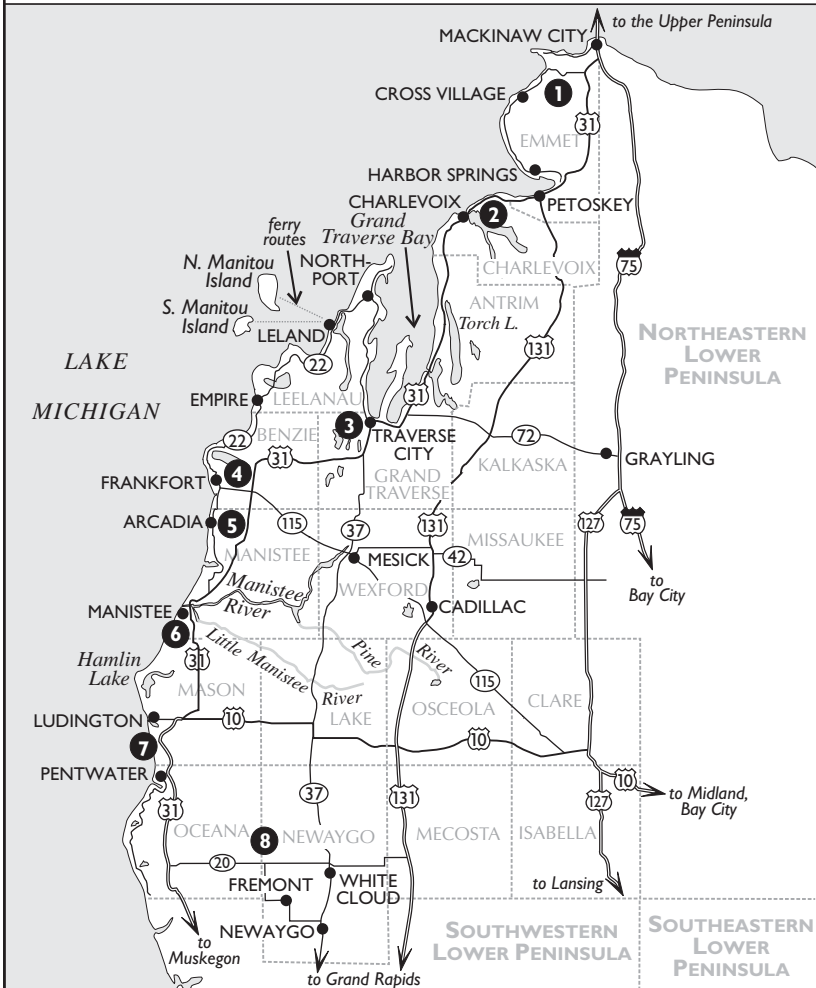 to the Upper Peninsula
MACKINAW CITY
CROSS VILLAGE
1
31
EMMET
HARBOR SPRINGS
CHARLEVOIX
2
PETOSKEY
Grand
Traverse Bay
ferry
routes
NORTH-
PORT
N. Manitou
Island
S. Manitou
Island
LELAND
22
CHARLEVOIX
75
ANTRIM
Torch L.
131
NORTHEASTERN
LOWER
PENINSULA
LAKE
MICHIGAN
31
EMPIRE
LEELANAU
22
BENZIE
3
TRAVERSE
CITY
72
31
GRAND
TRAVERSE
KALKASKA
GRAYLING
4
FRANKFORT
ARCADIA
5
115
37
131
127
75
MANISTEE
MESICK
42
MISSAUKEE
WEXFORD
to
Bay City
Manistee
River
MANISTEE
CADILLAC
6
31
Little Manistee
River
Pine
River
Hamlin
Lake
MASON
LAKE
OSCEOLA
115
CLARE
LUDINGTON
10
10
7
PENTWATER
10
to Midland,
Bay City
31
37
131
127
OCEANA
8
NEWAYGO
MECOSTA
ISABELLA
20
FREMONT
WHITE
CLOUD
to Lansing
NEWAYGO
to
Muskegon
to Grand Rapids
SOUTHWESTERN
LOWER PENINSULA
SOUTHEASTERN
LOWER
PENINSULA